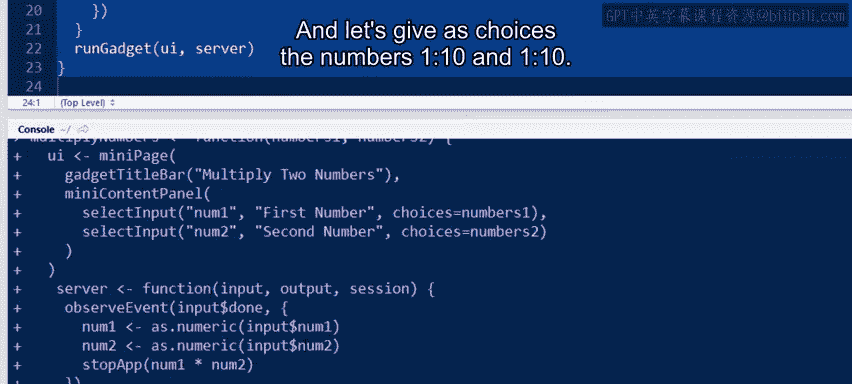 GPT中英字幕课程资源@bilibili.com
And let's give as choices
the numbers 1:10 and 1:10.
20 })
21 }
22 runGadget(ui, server)
23 }
24
24:1 (Top Level)
Console ~/
> multiplyNumbers <- function(numbers1, numbers2) {
+ ui <- miniPage(
+ gadgetTitleBar("Multiply Two Numbers"),
+ miniContentPanel(
+ selectInput("num1", "First Number", choices=numbers1),
+ selectInput("num2", "Second Number", choices=numbers2)
+ )
+ )
+ server <- function(input, output, session) {
+ observeEvent(input$done, {
+ num1 <- as.numeric(input$num1)
+ num2 <- as.numeric(input$num2)
+ stopApp(num1 * num2)
+ })